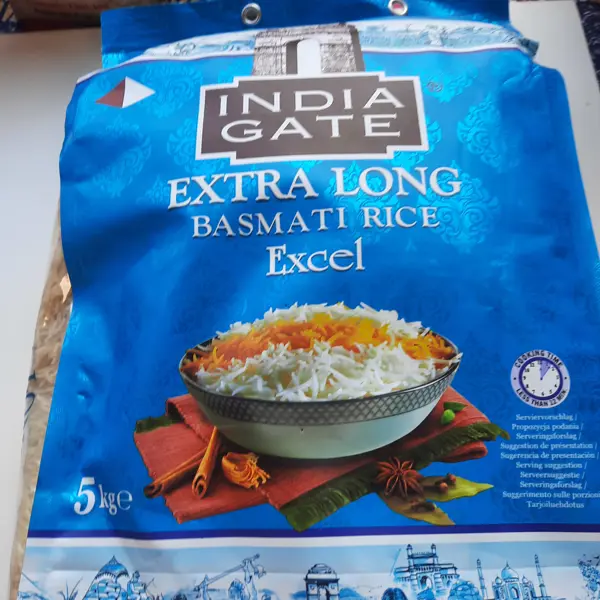 INDIA
GATE
EXTRA LONG
BASMATI RICE
Excel
COOKING TIME
LESS THAN 12 MIN
Serviervorschlag /
Propozycja podania /
Serveringsforslag /
Suggestion de présentation /
Sugerencia de presentación /
Serving suggestion /
Serveersuggestie /
Serveringsförslag /
Suggerimento sulle porzioni
Tarjoiluehdotus
5kg℮